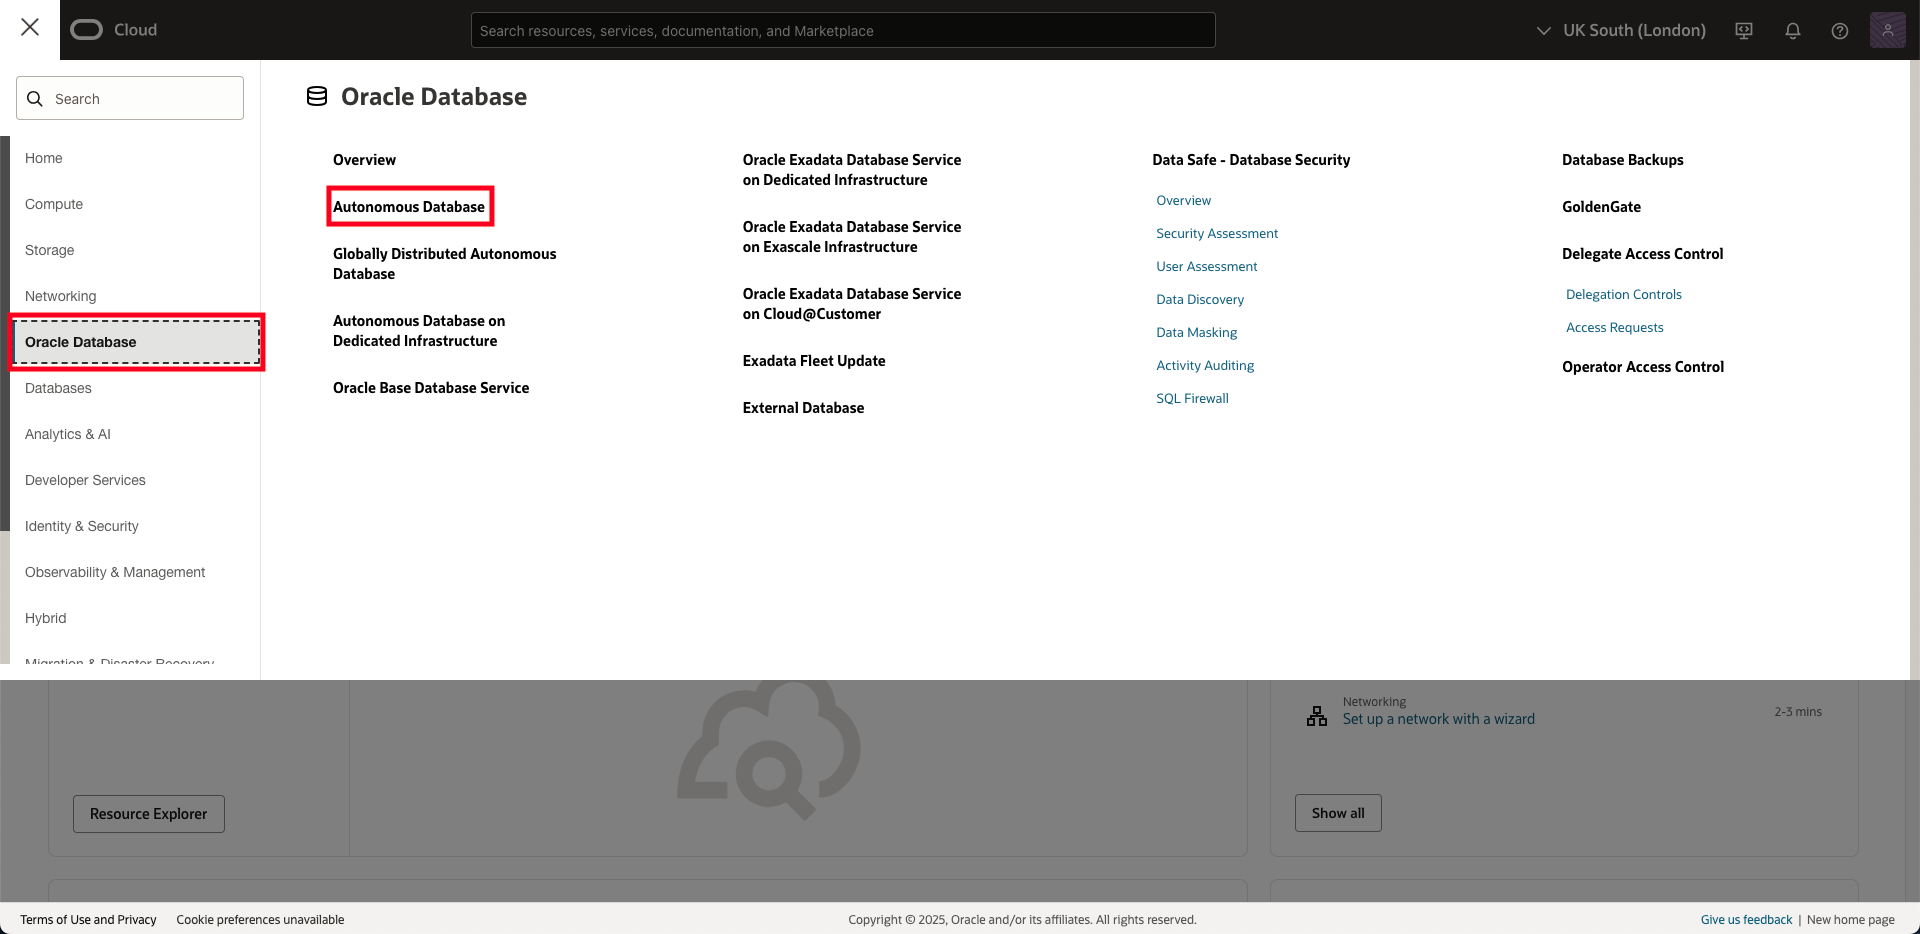 Cloud
Search resources, services, documentation, and Marketplace
UK South (London)
Search
Home
Compute
Storage
Networking
Oracle Database
Databases
Analytics & AI
Developer Services
Identity & Security
Observability & Management
Hybrid
Migration & Disaster Recovery
Oracle Database
Overview
Autonomous Database
Globally Distributed Autonomous
Database
Autonomous Database on
Dedicated Infrastructure
Oracle Base Database Service
Oracle Exadata Database Service
on Dedicated Infrastructure
Oracle Exadata Database Service
on Exascale Infrastructure
Oracle Exadata Database Service
on Cloud@Customer
Exadata Fleet Update
External Database
Data Safe - Database Security
Overview
Security Assessment
User Assessment
Data Discovery
Data Masking
Activity Auditing
SQL Firewall
Database Backups
GoldenGate
Delegate Access Control
Delegation Controls
Access Requests
Operator Access Control
Resource Explorer
Networking
Set up a network with a wizard
2-3 mins
Show all
Terms of Use and Privacy
Cookie preferences unavailable
Copyright © 2025, Oracle and/or its affiliates. All rights reserved.
Give us feedback | New home page